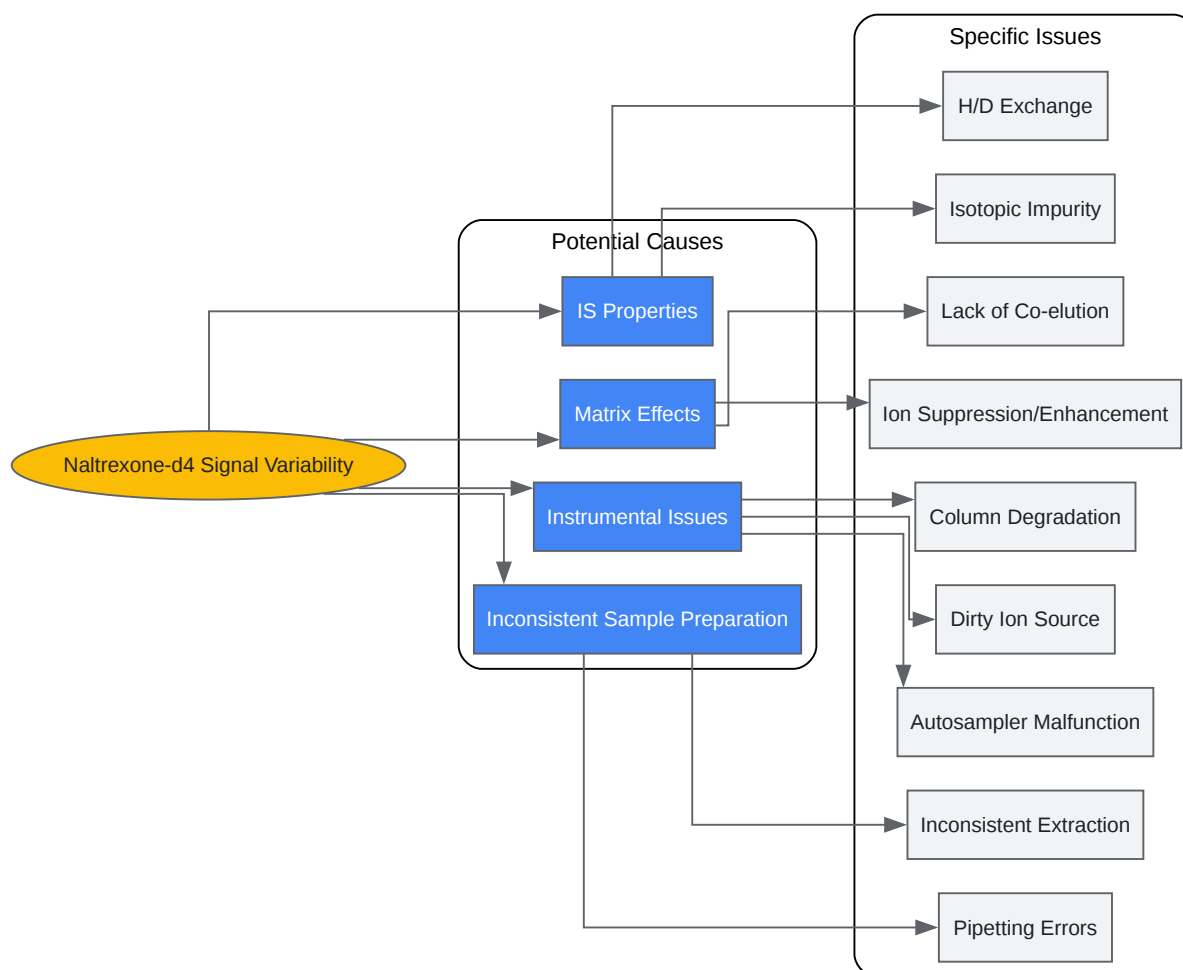 Specific Issues
H/D Exchange
Isotopic Impurity
Potential Causes
IS Properties
Lack of Co-elution
Matrix Effects
Ion Suppression/Enhancement
Naltrexone-d4 Signal Variability
Instrumental Issues
Column Degradation
Inconsistent Sample Preparation
Dirty Ion Source
Autosampler Malfunction
Inconsistent Extraction
Pipetting Errors